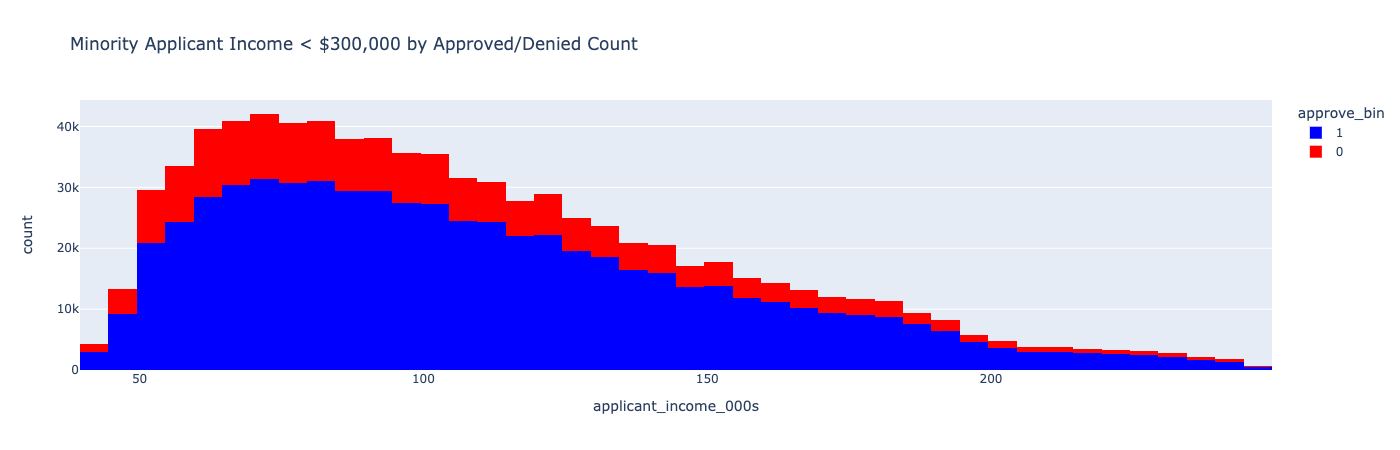 Minority Applicant Income < $300,000 by Approved/Denied Count
approve_bin
1
0
40k
30k
20k
10k
0
count
50
100
150
200
applicant_income_000s